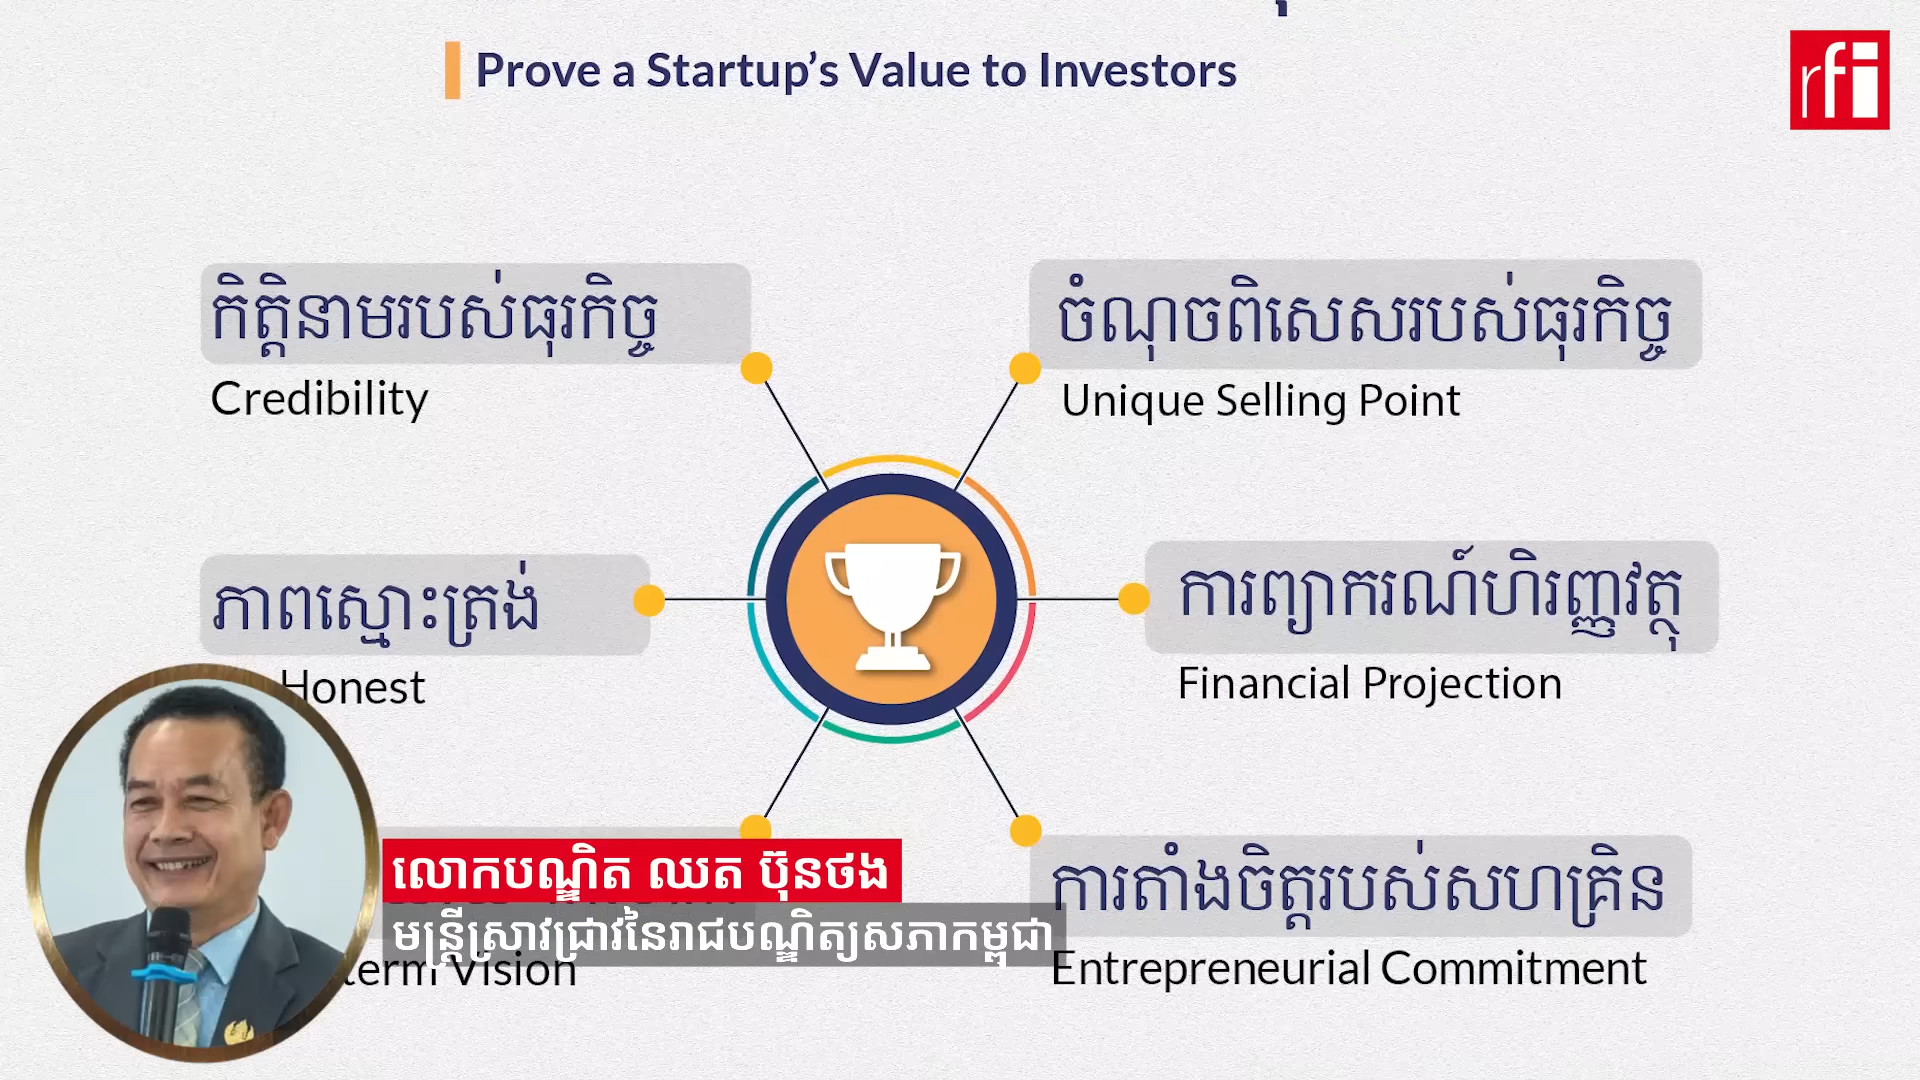 Prove a Startup’s Value to Investors
rfi
កិត្តិនាមរបស់ធុរកិច្ច
Credibility
ចំណុចពិសេសរបស់ធុរកិច្ច
Unique Selling Point
ភាពស្មោះត្រង់
Honest
ការព្យាករណ៍ហិរញ្ញវត្ថុ
Financial Projection
លោកបណ្ឌិត ឈត ប៊ុនថង
មន្ត្រីស្រាវជ្រាវនៃរាជបណ្ឌិត្យសភាកម្ពុជា
term Vision
ការតាំងចិត្តរបស់សហគ្រិន
Entrepreneurial Commitment